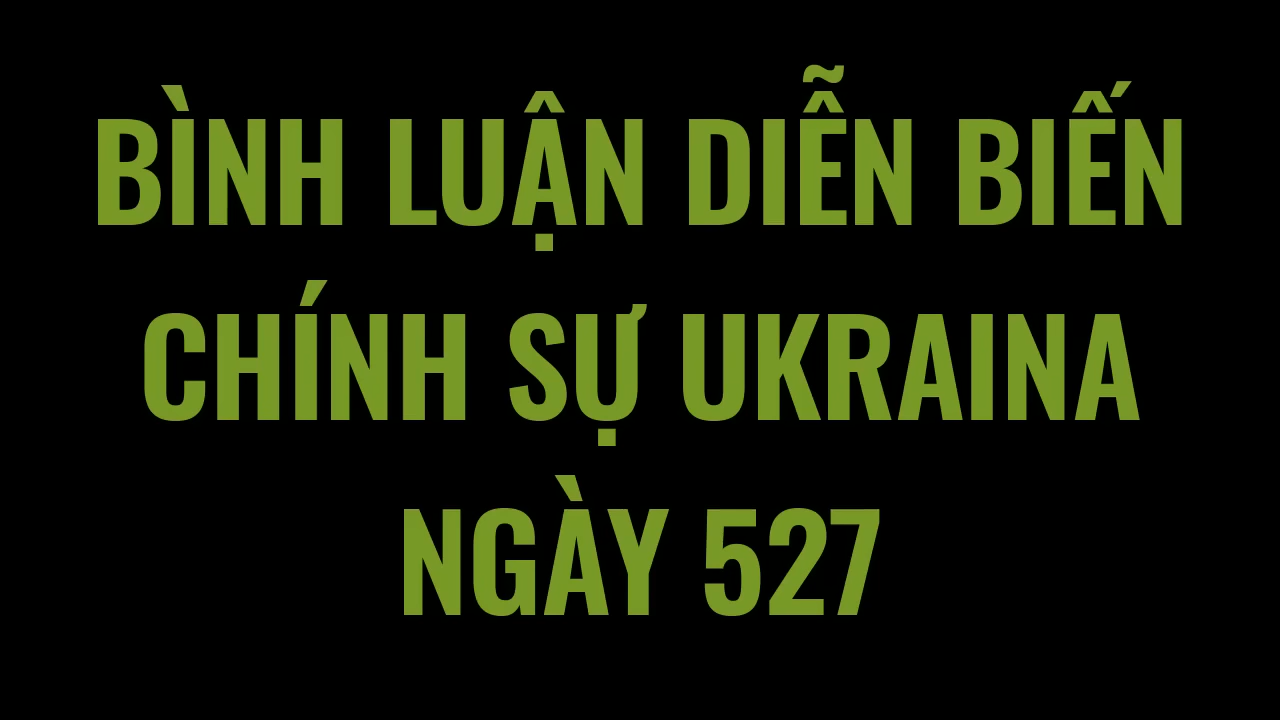 BÌNH LUẬN DIỄN BIẾN
CHÍNH SỰ UKRAINA
NGÀY 527